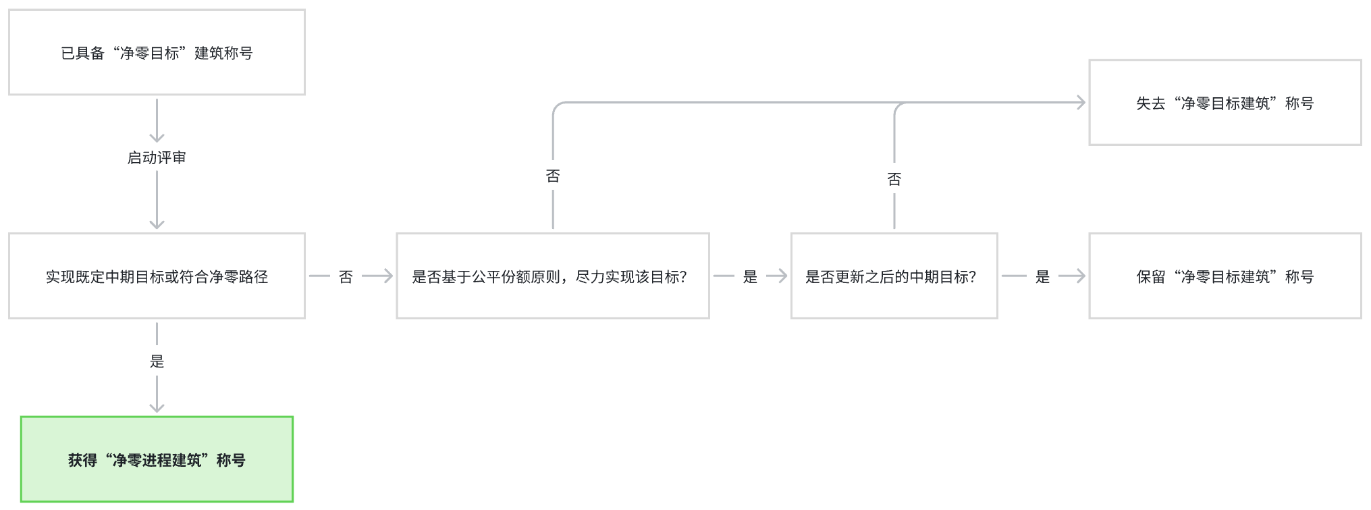 已具备“净零目标”建筑称号
启动评审
实现既定中期目标或符合净零路径
否
是否基于公平份额原则，尽力实现该目标？
否
是
是否更新之后的中期目标？
否
是
失去“净零目标建筑”称号
保留“净零目标建筑”称号
是
获得“净零进程建筑”称号